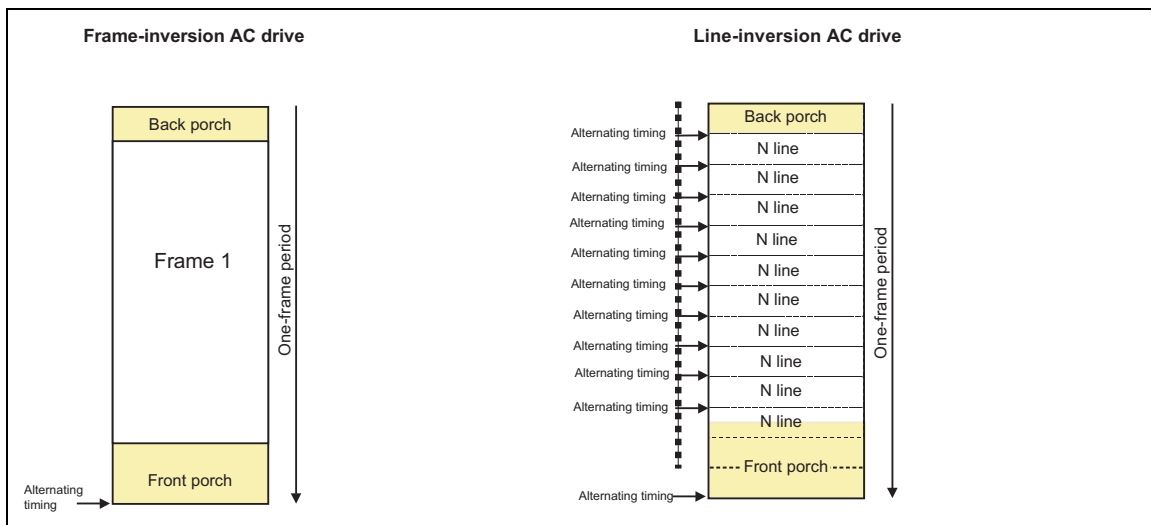 Frame-inversion AC drive
Back porch
Frame 1
Front porch
Alternating
timing
One-frame period
Line-inversion AC drive
Back porch
Alternating timing
N line
Alternating timing
N line
Alternating timing
N line
Alternating timing
N line
Alternating timing
N line
Alternating timing
N line
Alternating timing
N line
Alternating timing
N line
Alternating timing
N line
Alternating timing
N line
Front porch
Alternating timing
One-frame period